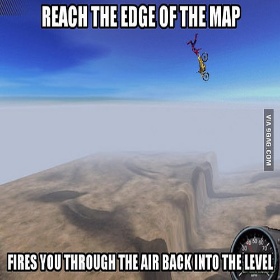 REACH THE EDGE OF THE MAP
VIA 9GAG.COM
FIRES YOU THROUGH THE AIR BACK INTO THE LEVEL